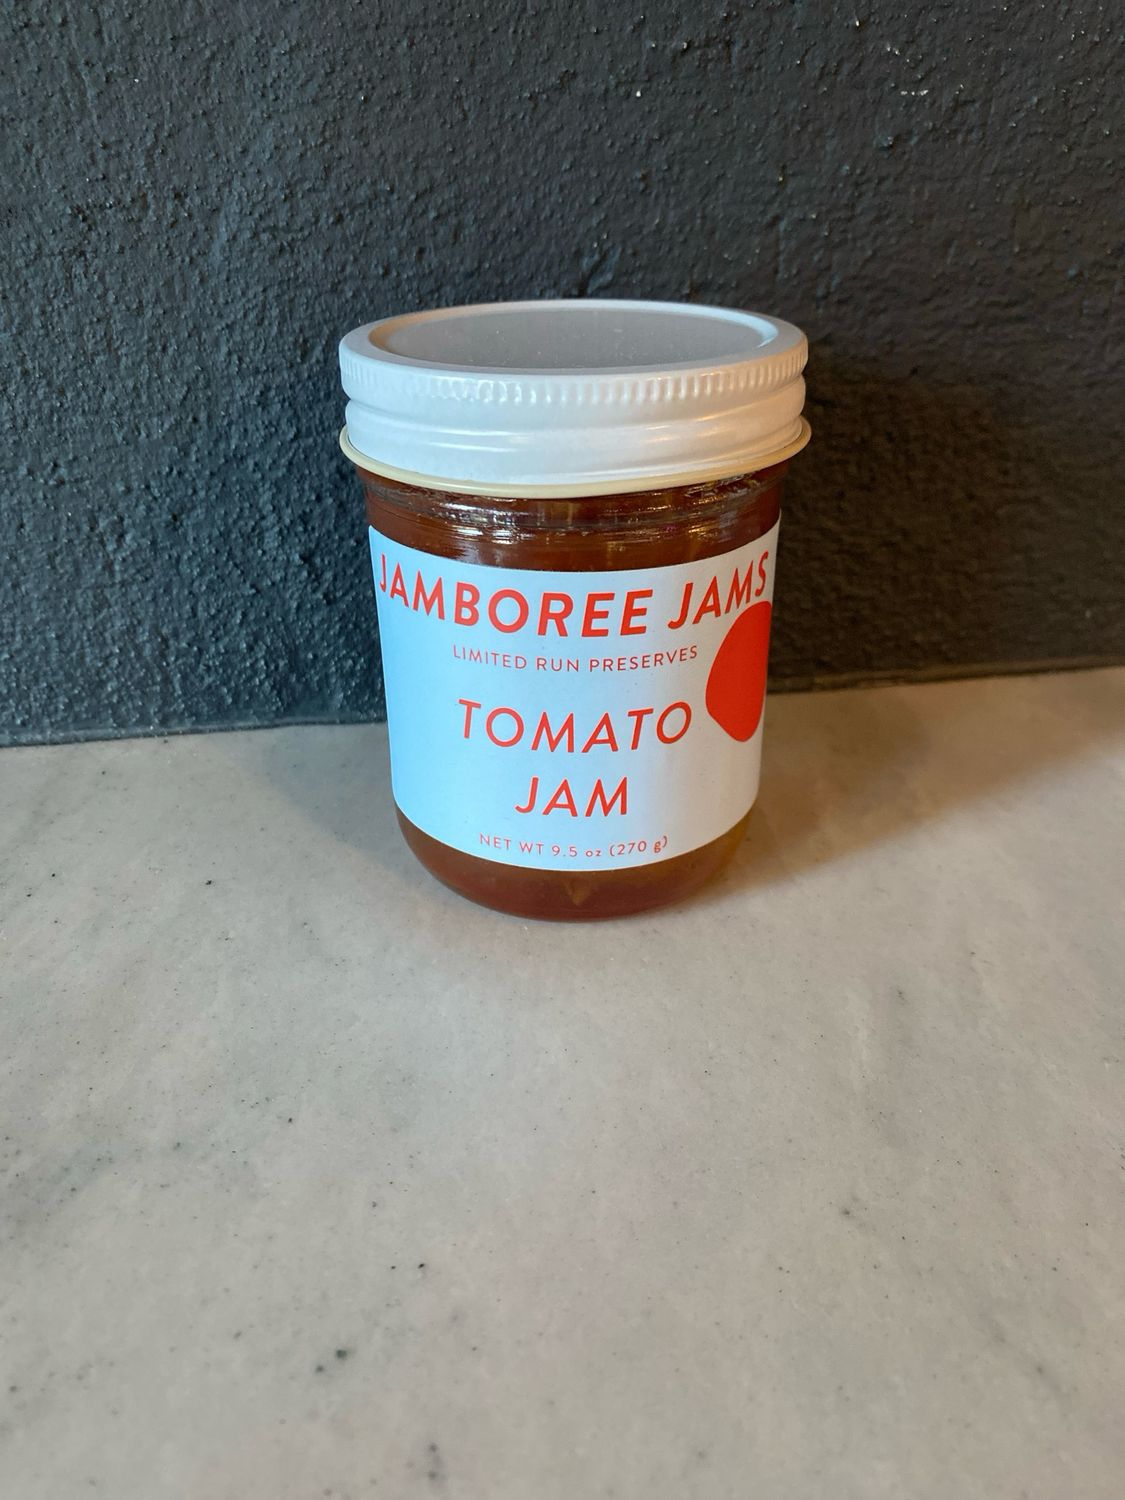 JAMBOREE JAMS
LIMITED RUN PRESERVES
TOMATO
JAM
NET WT 9.5 oz (270 g)